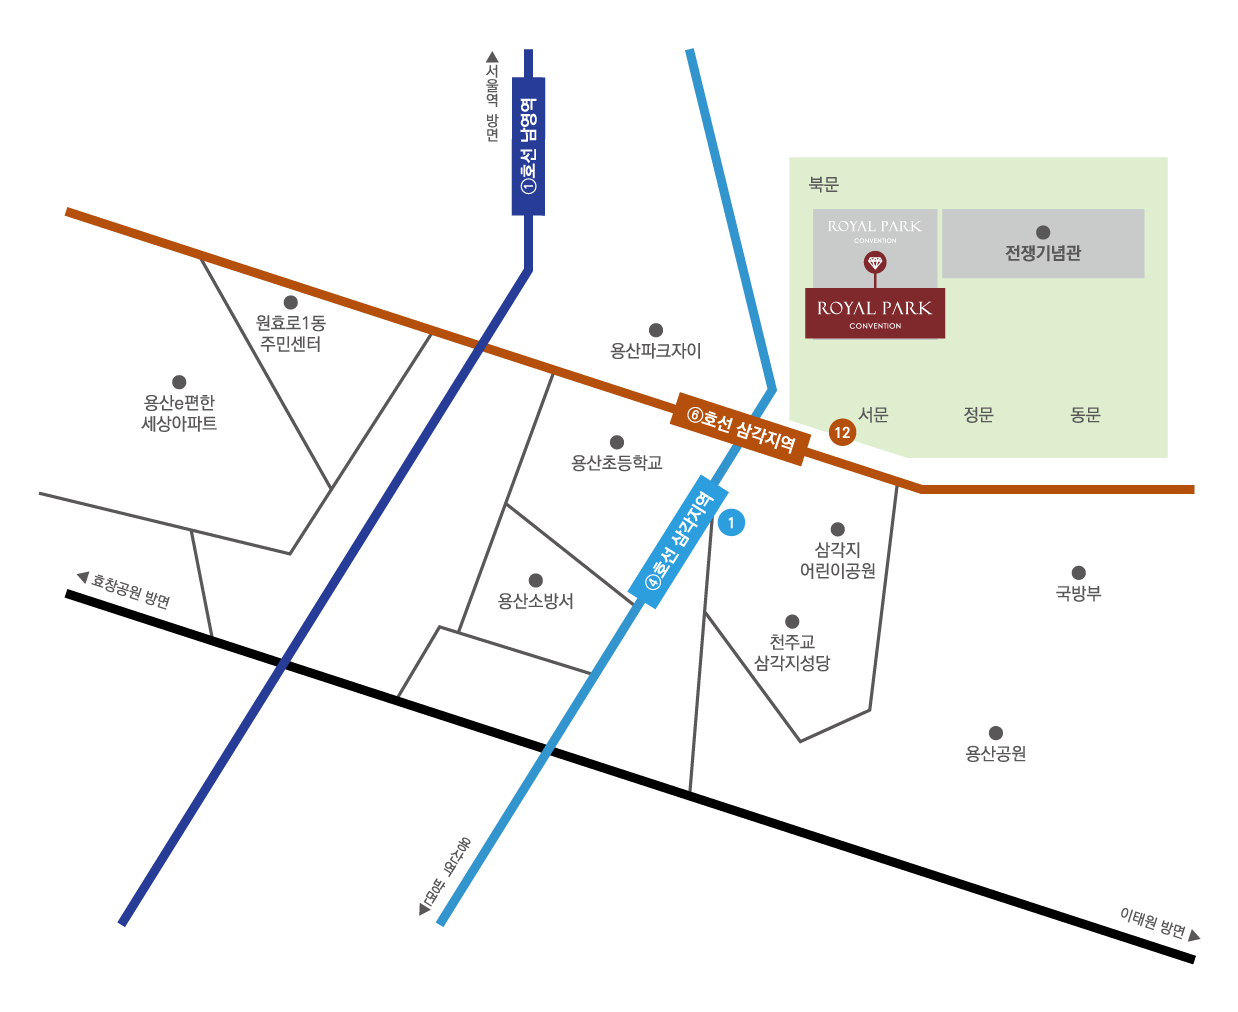 서울역 방면
①호선 남영역
북문
ROYAL PARK
CONVENTION
전쟁기념관
ROYAL PARK
CONVENTION
원효로1동
주민센터
용산파크자이
용산e편한
세상아파트
⑥호선 삼각지역
12
서문
정문
동문
용산초등학교
④호선 삼각지역
1
삼각지
어린이공원
국방부
효창공원 방면
용산소방서
천주교
삼각지성당
용산공원
용산역 방면
이태원 방면